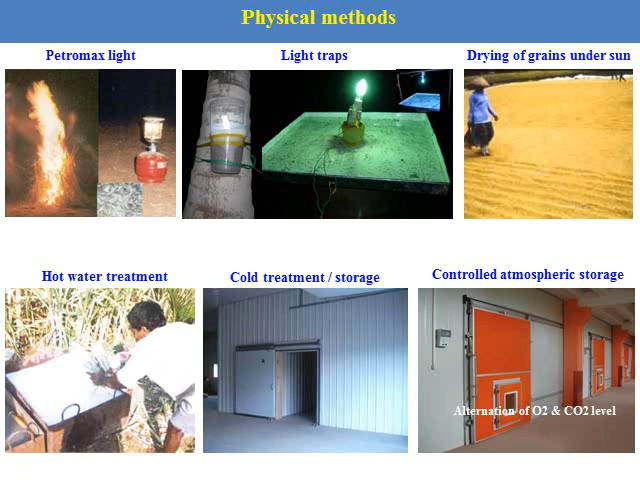 Physical methods
Petromax light
Light traps
Drying of grains under sun
Hot water treatment
Cold treatment / storage
Controlled atmospheric storage
Alternation of O2 & CO2 level